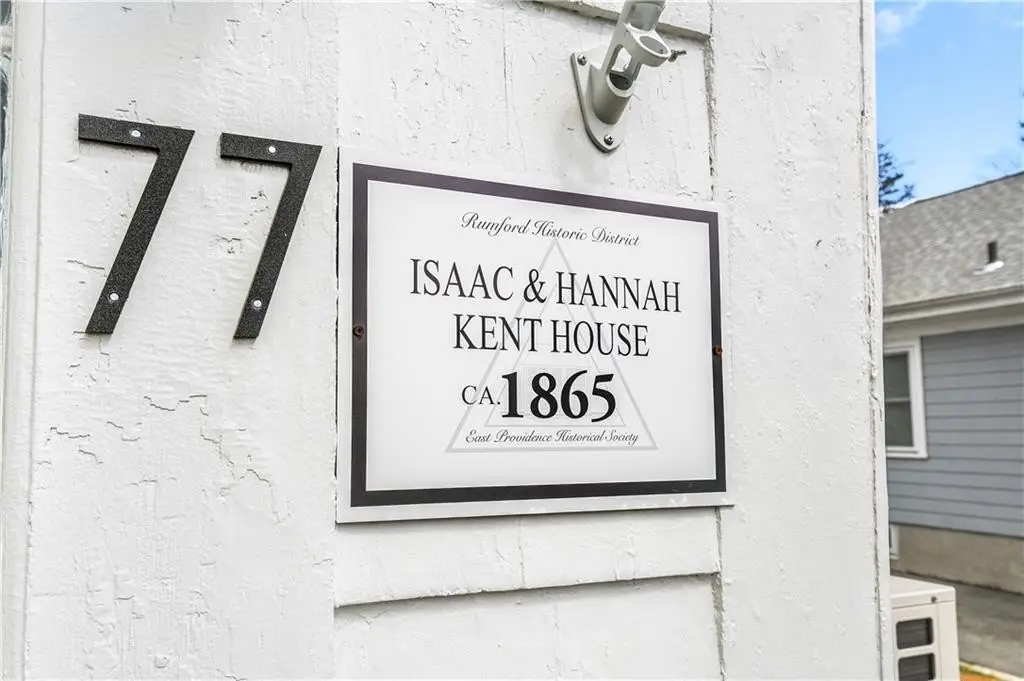 77
Rumford Historic District
ISAAC & HANNAH
KENT HOUSE
CA. 1865
East Providence Historical Society